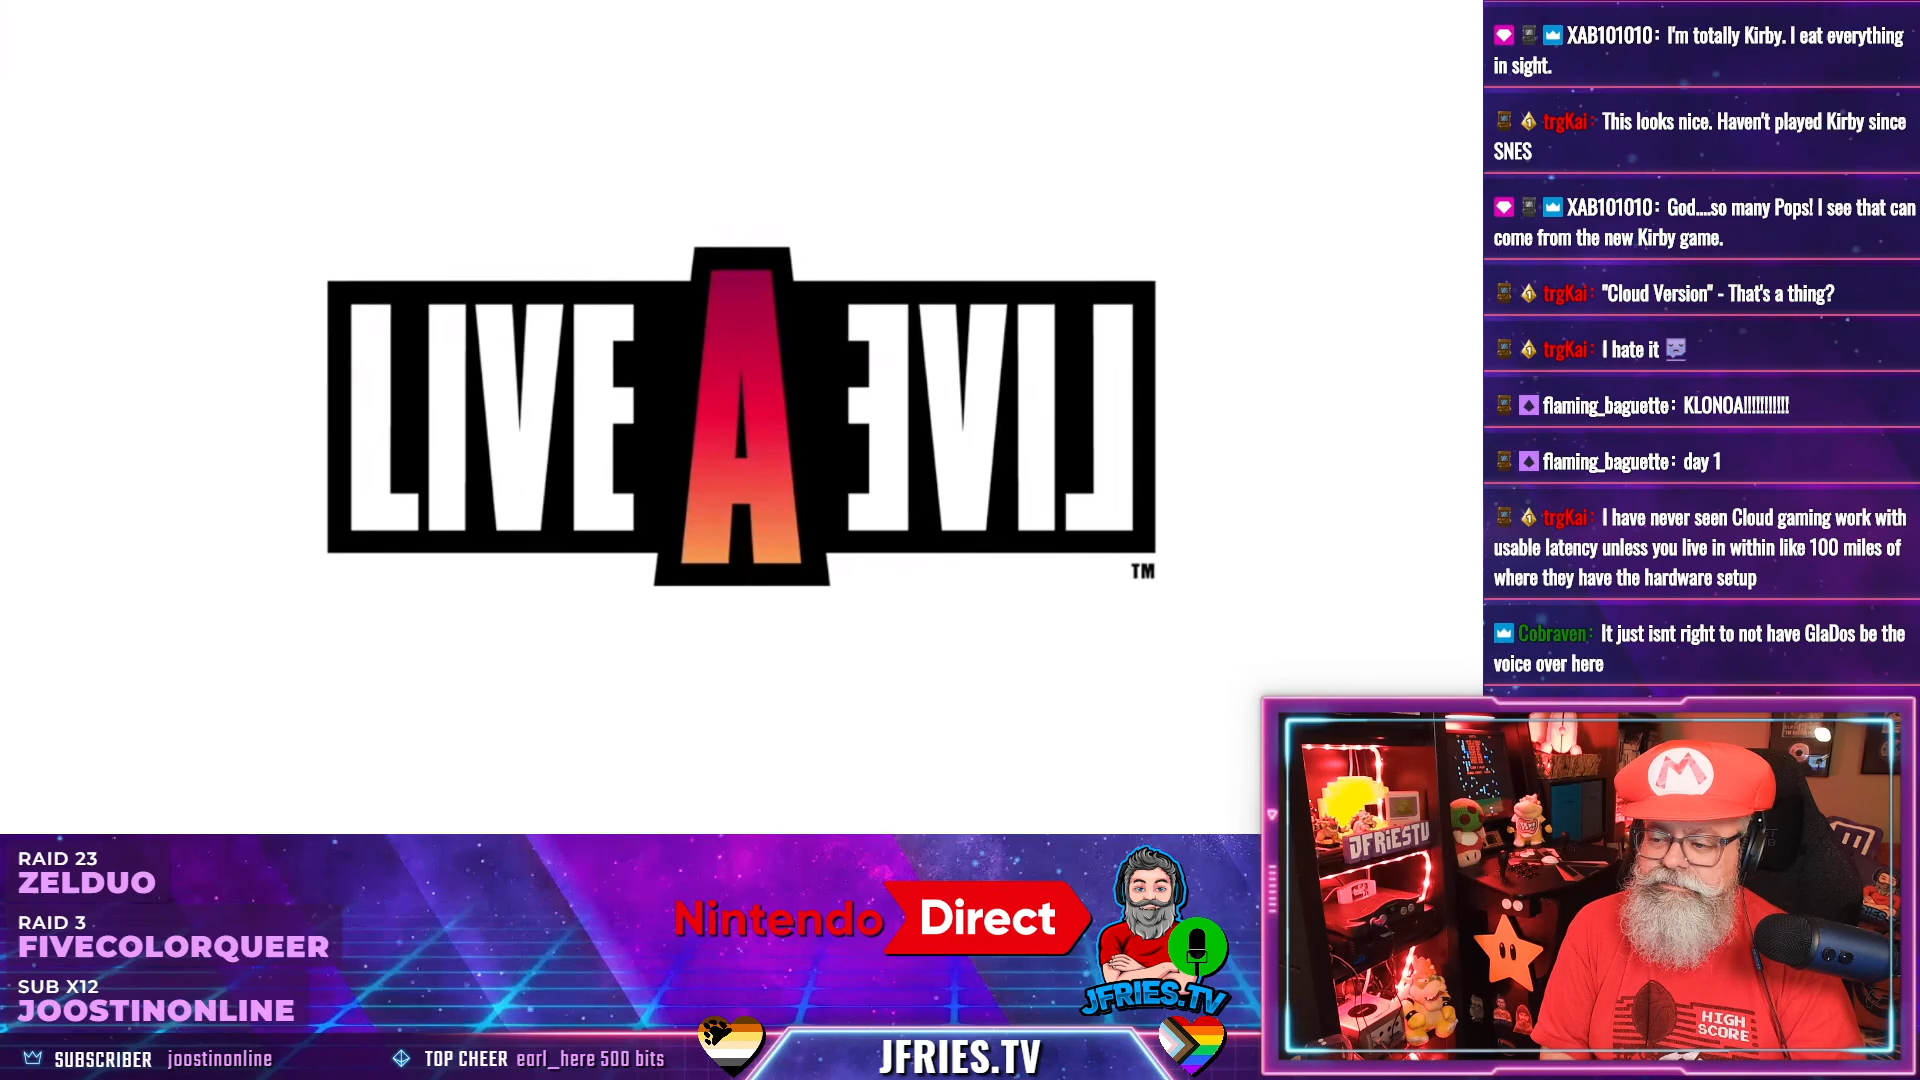 LIVE A LIVE
TM
XAB101010: I'm totally Kirby. I eat everything
in sight.
trgKai: This looks nice. Haven't played Kirby since
SNES
XAB101010: God....so many Pops! I see that can
come from the new Kirby game.
trgKai: "Cloud Version" - That's a thing?
trgKai: I hate it
flaming_baguette: KLONOA!!!!!!!!!!!
flaming_baguette: day 1
trgKai: I have never seen Cloud gaming work with
usable latency unless you live in within like 100 miles of
where they have the hardware setup
Cobraven: It just isnt right to not have GlaDos be the
voice over here
JFRIESTV
HIGH
SCORE
RAID 23
ZELDUO
RAID 3
FIVECOLORQUEER
SUB X12
JOOSTINONLINE
Nintendo Direct
JFRIES.TV
SUBSCRIBER joostinonline
TOP CHEER earl_here 500 bits
JFRIES.TV